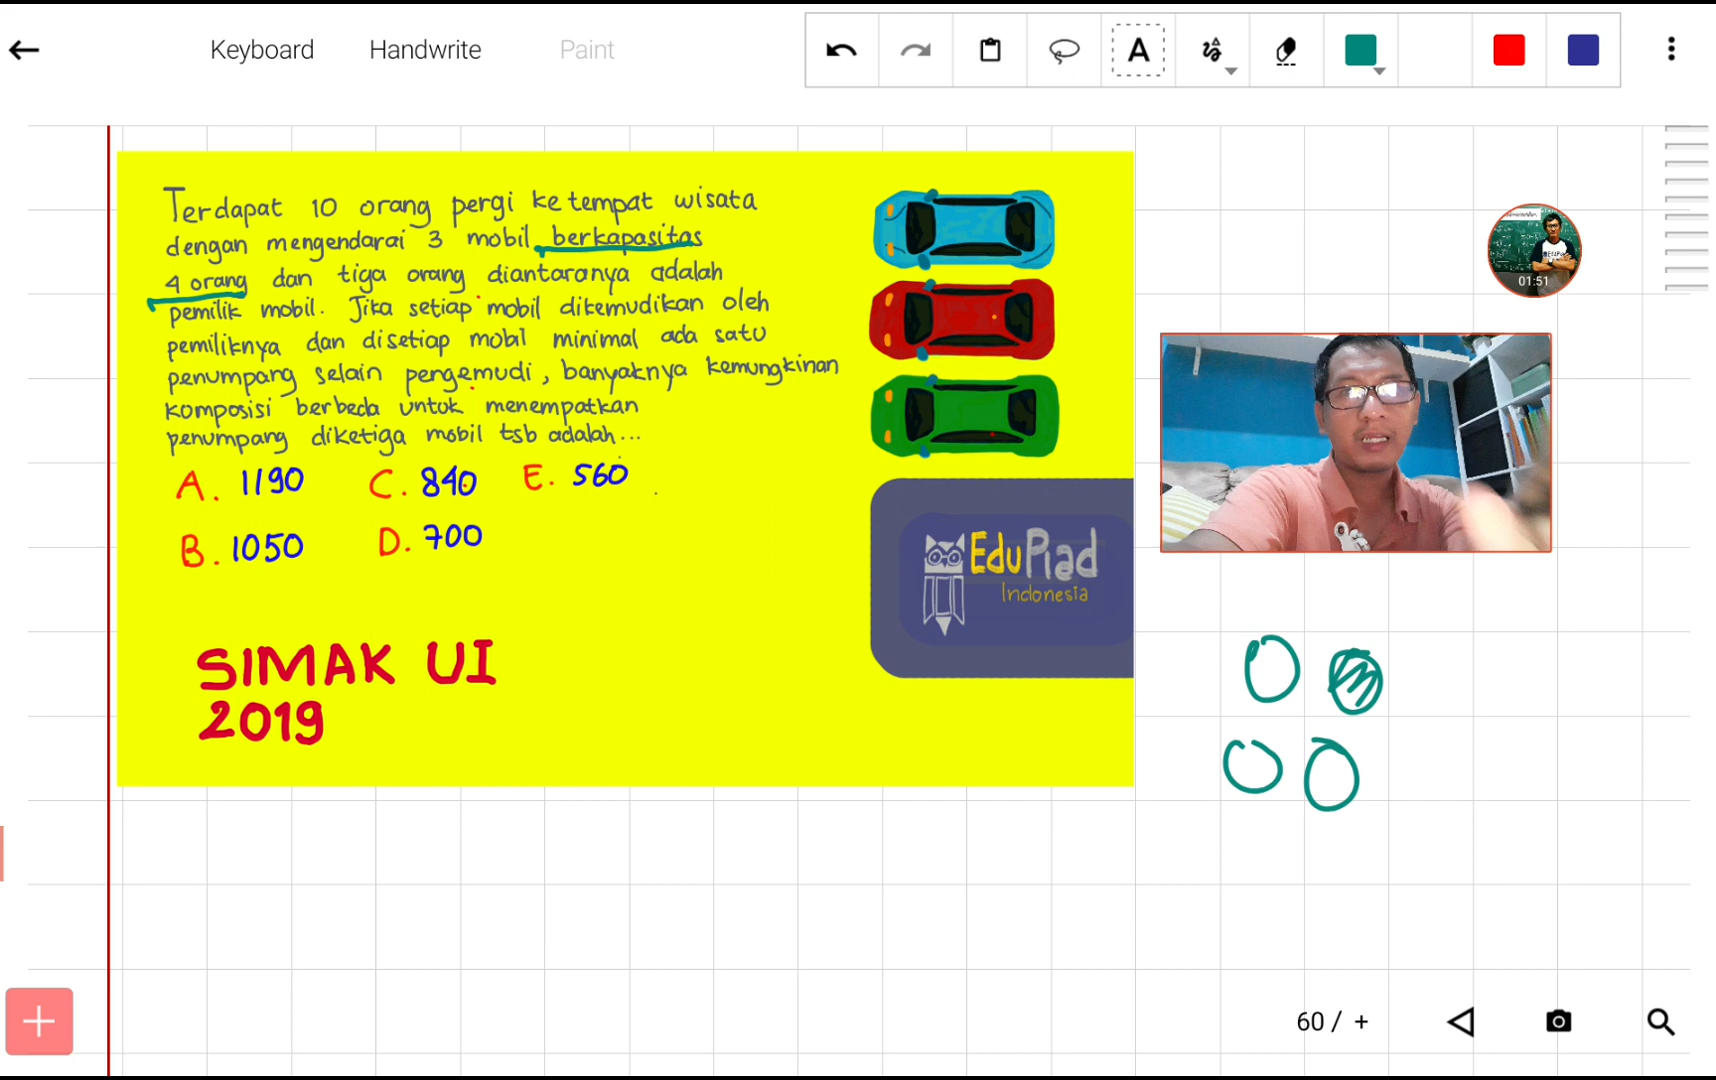 Keyboard
Handwrite
Paint
A
Terdapat 10 orang pergi ke tempat wisata
dengan mengendarai 3 mobil berkapasitas
4 orang dan tiga orang diantaranya adalah
pemilik mobil. Jika setiap mobil dikemudikan oleh
pemiliknya dan disetiap mobil minimal ada satu
penumpang selain pengemudi, banyaknya kemungkinan
komposisi berbeda untuk menempatkan
penumpang diketiga mobil tsb adalah...
A. 1190 C. 840 E. 560
B. 1050 D. 700
SIMAK UI
2019
EduPiad
Indonesia
01:51
60 / +